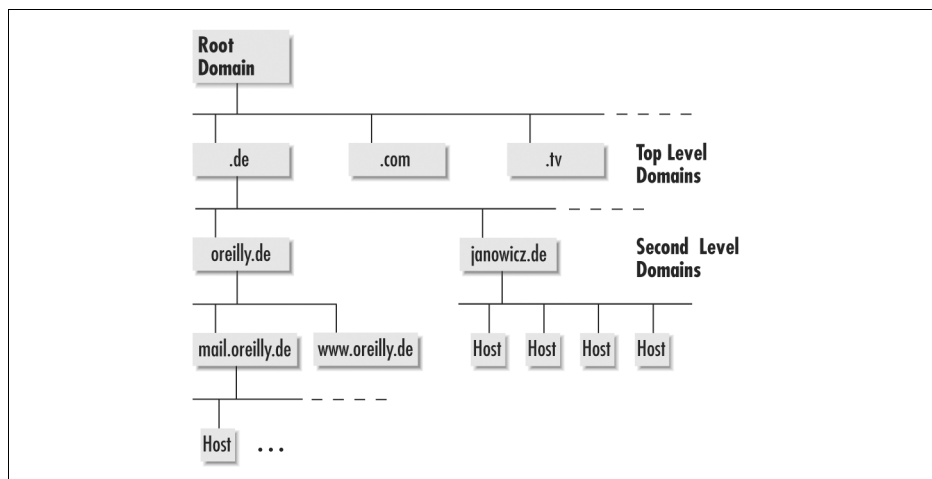 Root
Domain
.de
.com
.tv
Top Level
Domains
oreilly.de
janowicz.de
Second Level
Domains
mail.oreilly.de
www.oreilly.de
Host
Host
Host
Host
Host
...